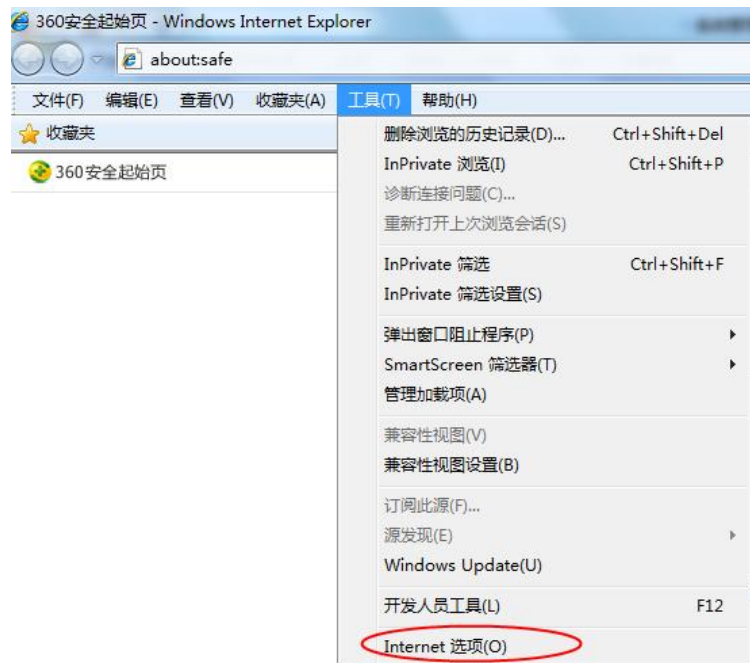 360安全起始页 - Windows Internet Explorer
about:safe
文件(F) 编辑(E) 查看(V) 收藏夹(A) 工具(T) 帮助(H)
收藏夹
360安全起始页
删除浏览的历史记录(D)... Ctrl+Shift+Del
InPrivate 浏览(I) Ctrl+Shift+P
诊断连接问题(C)...
重新打开上次浏览会话(S)
InPrivate 筛选 Ctrl+Shift+F
InPrivate 筛选设置(S)
弹出窗口阻止程序(P)
SmartScreen 筛选器(T)
管理加载项(A)
兼容性视图(V)
兼容性视图设置(B)
订阅此源(F)...
源发现(E)
Windows Update(U)
开发人员工具(L) F12
Internet 选项(O)